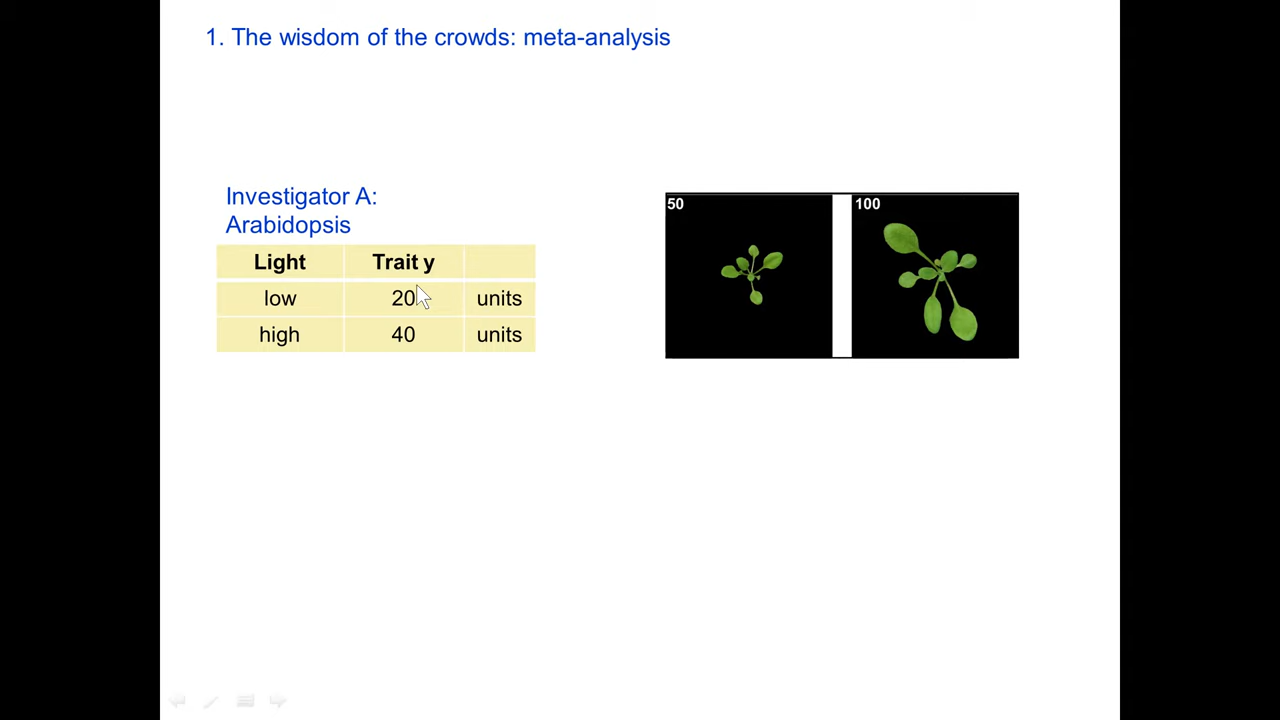 1. The wisdom of the crowds: meta-analysis
Investigator A:
Arabidopsis
Light Trait y
low 20 units
high 40 units
50
100